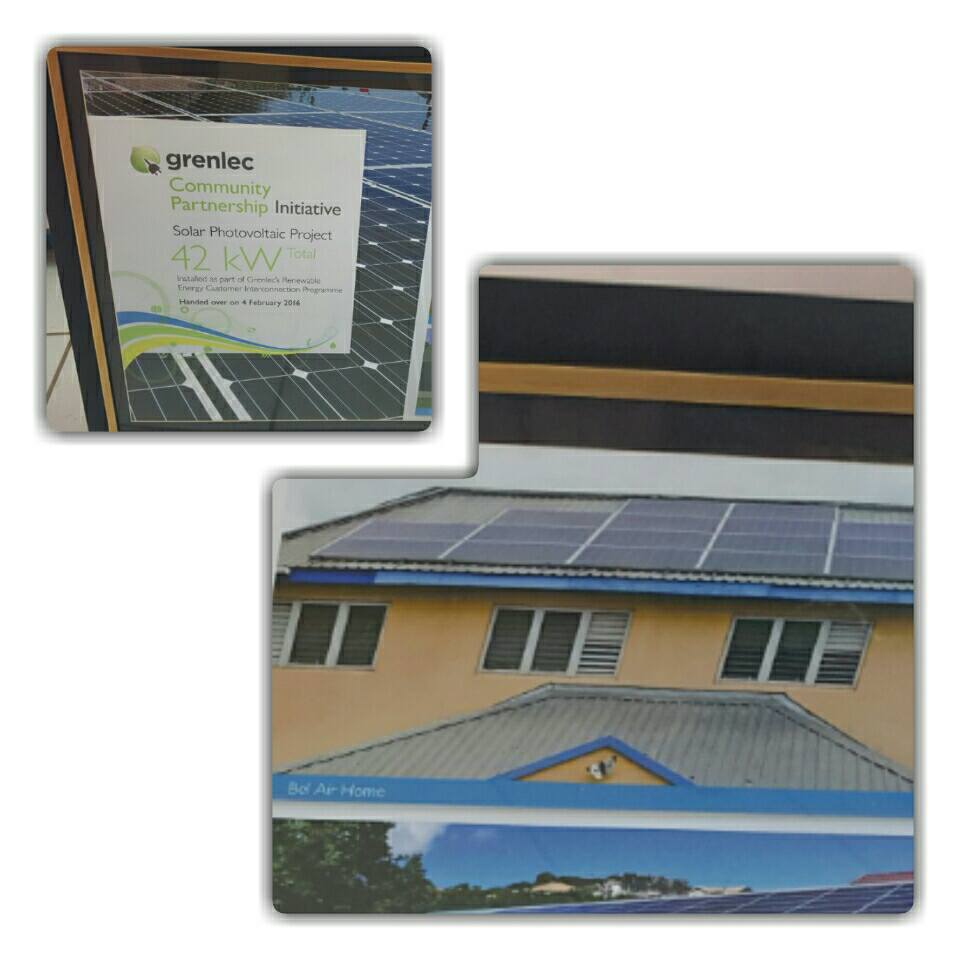 grenlec
Community
Partnership Initiative
Solar Photovoltaic Project
42 kW Total
Installed as part of Grenlec's Renewable
Energy Customer Interconnection Programme
Handed over on 4 February 2016
Bel Air Home